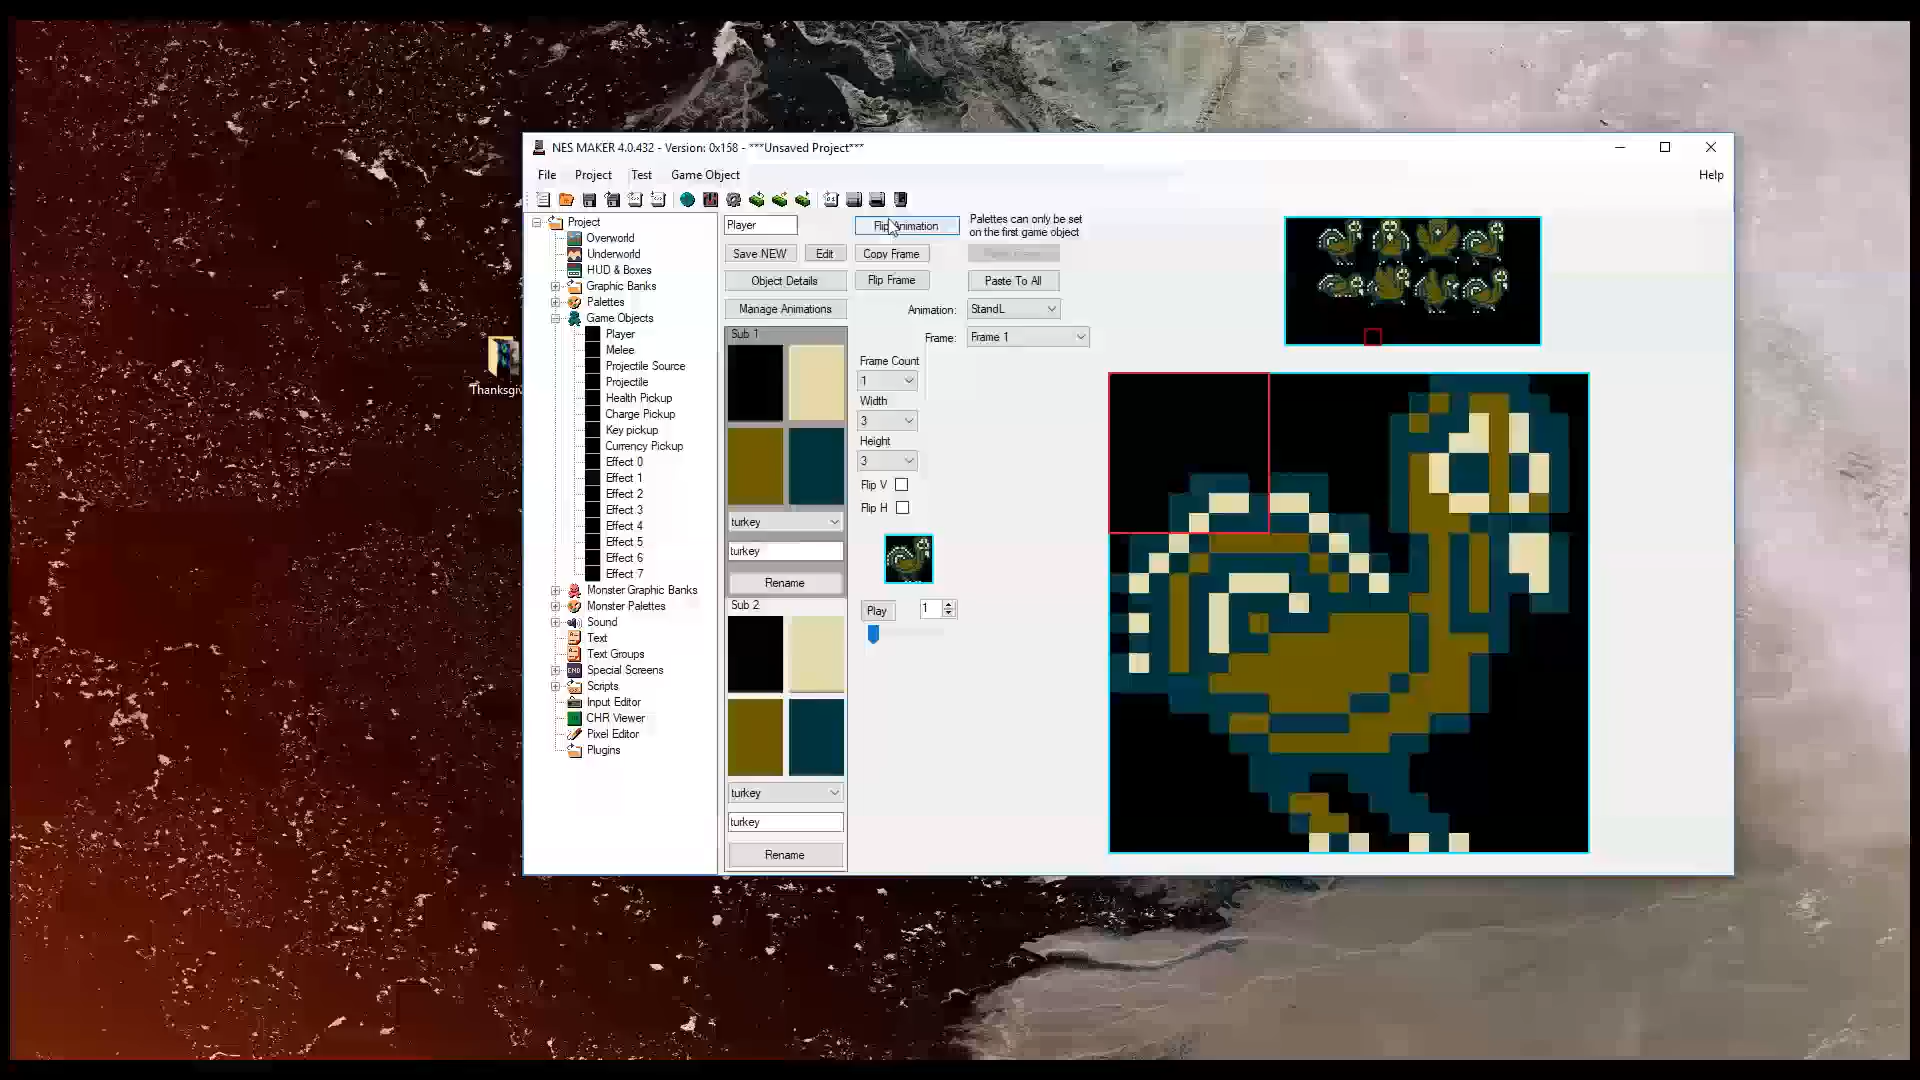 NES MAKER 4.0.432 - Version: 0x158 - ***Unsaved Project***
File Project Test Game Object Help
Project
Overworld
Underworld
HUD & Boxes
Graphic Banks
Palettes
Game Objects
Player
Melee
Projectile Source
Projectile
Health Pickup
Charge Pickup
Key pickup
Currency Pickup
Effect 0
Effect 1
Effect 2
Effect 3
Effect 4
Effect 5
Effect 6
Effect 7
Monster Graphic Banks
Monster Palettes
Sound
Text
Text Groups
Special Screens
Scripts
Input Editor
CHR Viewer
Pixel Editor
Plugins
Player
Save NEW Edit
Object Details
Manage Animations
Sub 1
turkey
turkey
Rename
Sub 2
turkey
turkey
Rename
Flip Animation
Copy Frame
Flip Frame
Palettes can only be set
on the first game object
Paste To All
Animation: StandL
Frame: Frame 1
Frame Count
1
Width
3
Height
3
Flip V
Flip H
Play 1
Thanksgiv